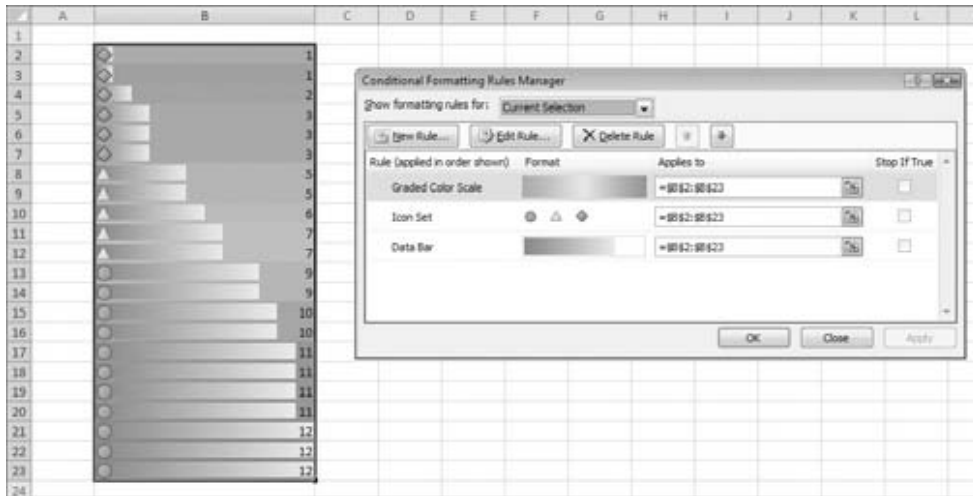 A B C D E F G H I J K L
1
2 1
3 1
4 2
5 3
6 3
7 3
8 5
9 5
10 6
11 7
12 7
13 9
14 9
15 10
16 10
17 11
18 11
19 11
20 11
21 12
22 12
23 12
24
Conditional Formatting Rules Manager
Show formatting rules for: Current Selection
New Rule... Edit Rule... Delete Rule
Rule (applied in order shown) Format Applies to Stop If True
Graded Color Scale =$B$2:$B$23
Icon Set =$B$2:$B$23
Data Bar =$B$2:$B$23
OK Close Apply